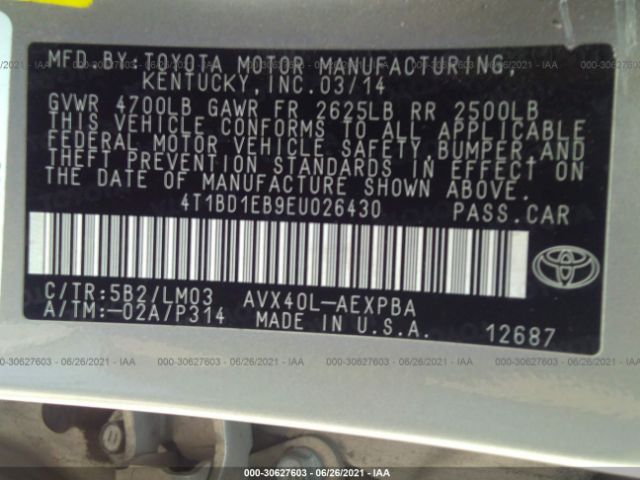 MFD.BY:TOYOTA MOTOR MANUFACTURING,
KENTUCKY,INC.03/14
GVWR 4700LB GAWR FR 2625LB RR 2500LB
THIS VEHICLE CONFORMS TO ALL APPLICABLE
FEDERAL MOTOR VEHICLE SAFETY,BUMPER,AND
THEFT PREVENTION STANDARDS IN EFFECT ON
THE DATE OF MANUFACTURE SHOWN ABOVE.
4T1BD1EB9EU026430 PASS.CAR
C/TR:5B2/LM03 AVX40L-AEXPBA
A/TM:-02A/P314 MADE IN U.S.A. 12687
000-30627603 - 06/26/2021 - IAA